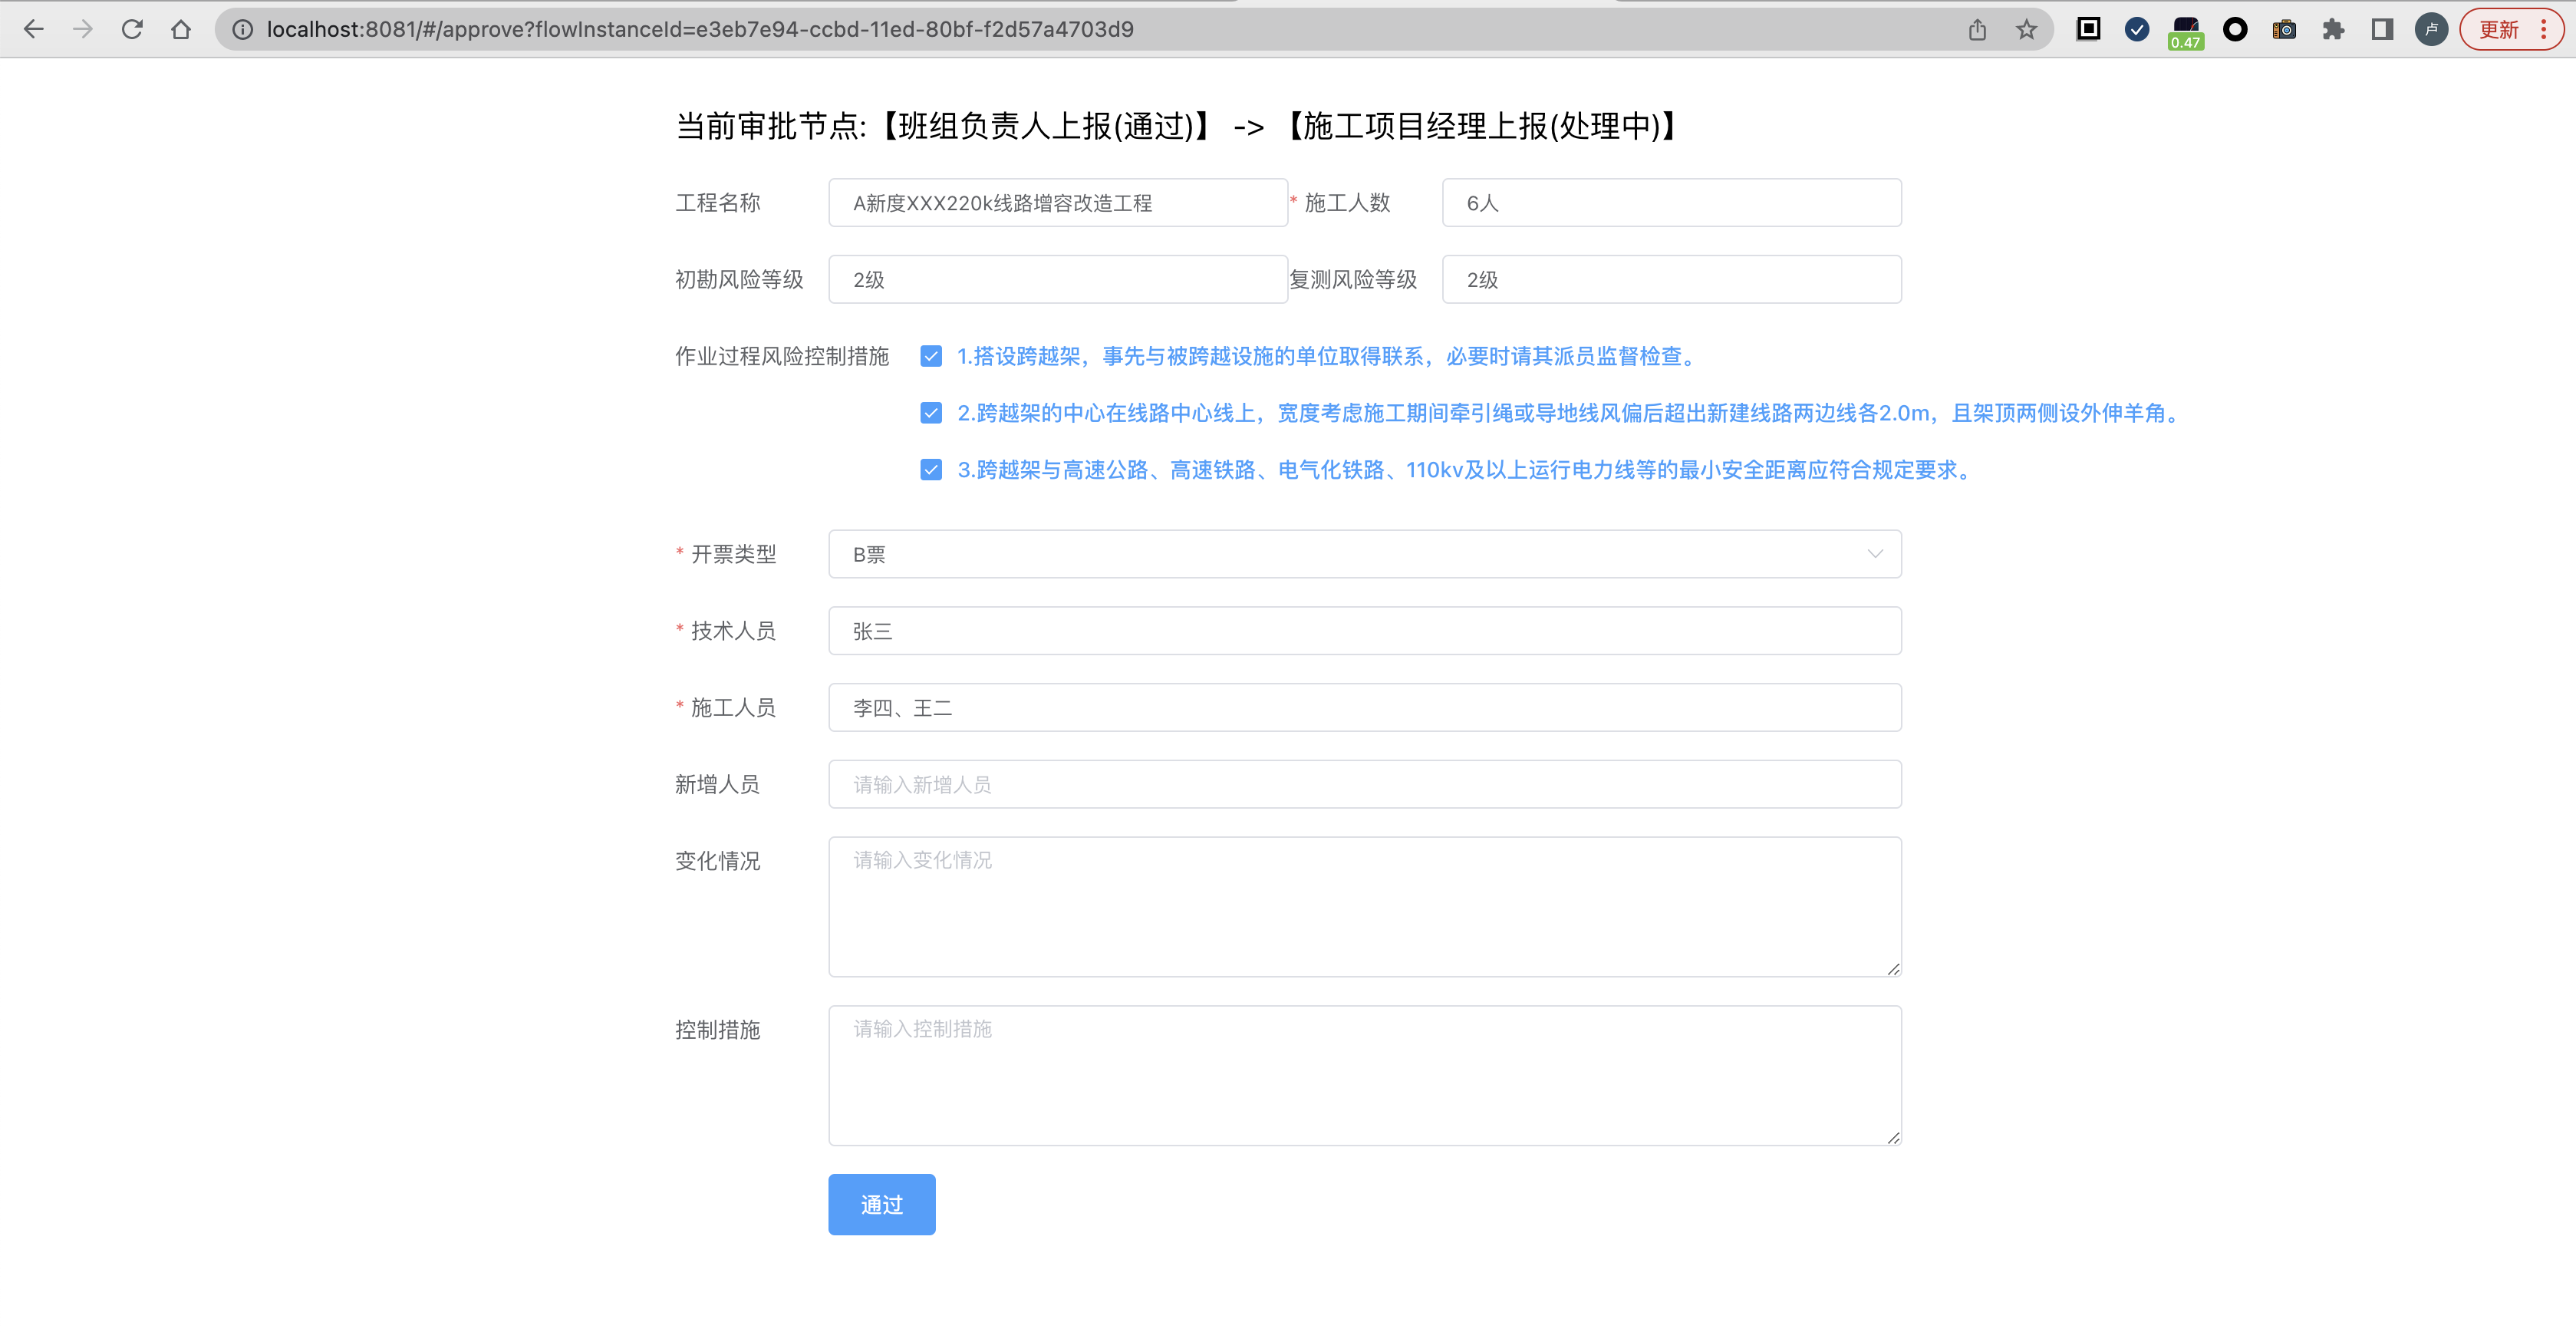 localhost:8081/#/approve?flowInstanceId=e3eb7e94-ccbd-11ed-80bf-f2d57a4703d9
0.47
卢
更新
当前审批节点:【班组负责人上报(通过)】 -> 【施工项目经理上报(处理中)】
工程名称 A新度XXX220k线路增容改造工程 * 施工人数 6人
初勘风险等级 2级 复测风险等级 2级
作业过程风险控制措施 1.搭设跨越架，事先与被跨越设施的单位取得联系，必要时请其派员监督检查。
2.跨越架的中心在线路中心线上，宽度考虑施工期间牵引绳或导地线风偏后超出新建线路两边线各2.0m，且架顶两侧设外伸羊角。
3.跨越架与高速公路、高速铁路、电气化铁路、110kv及以上运行电力线等的最小安全距离应符合规定要求。
* 开票类型 B票
* 技术人员 张三
* 施工人员 李四、王二
新增人员 请输入新增人员
变化情况 请输入变化情况
控制措施 请输入控制措施
通过